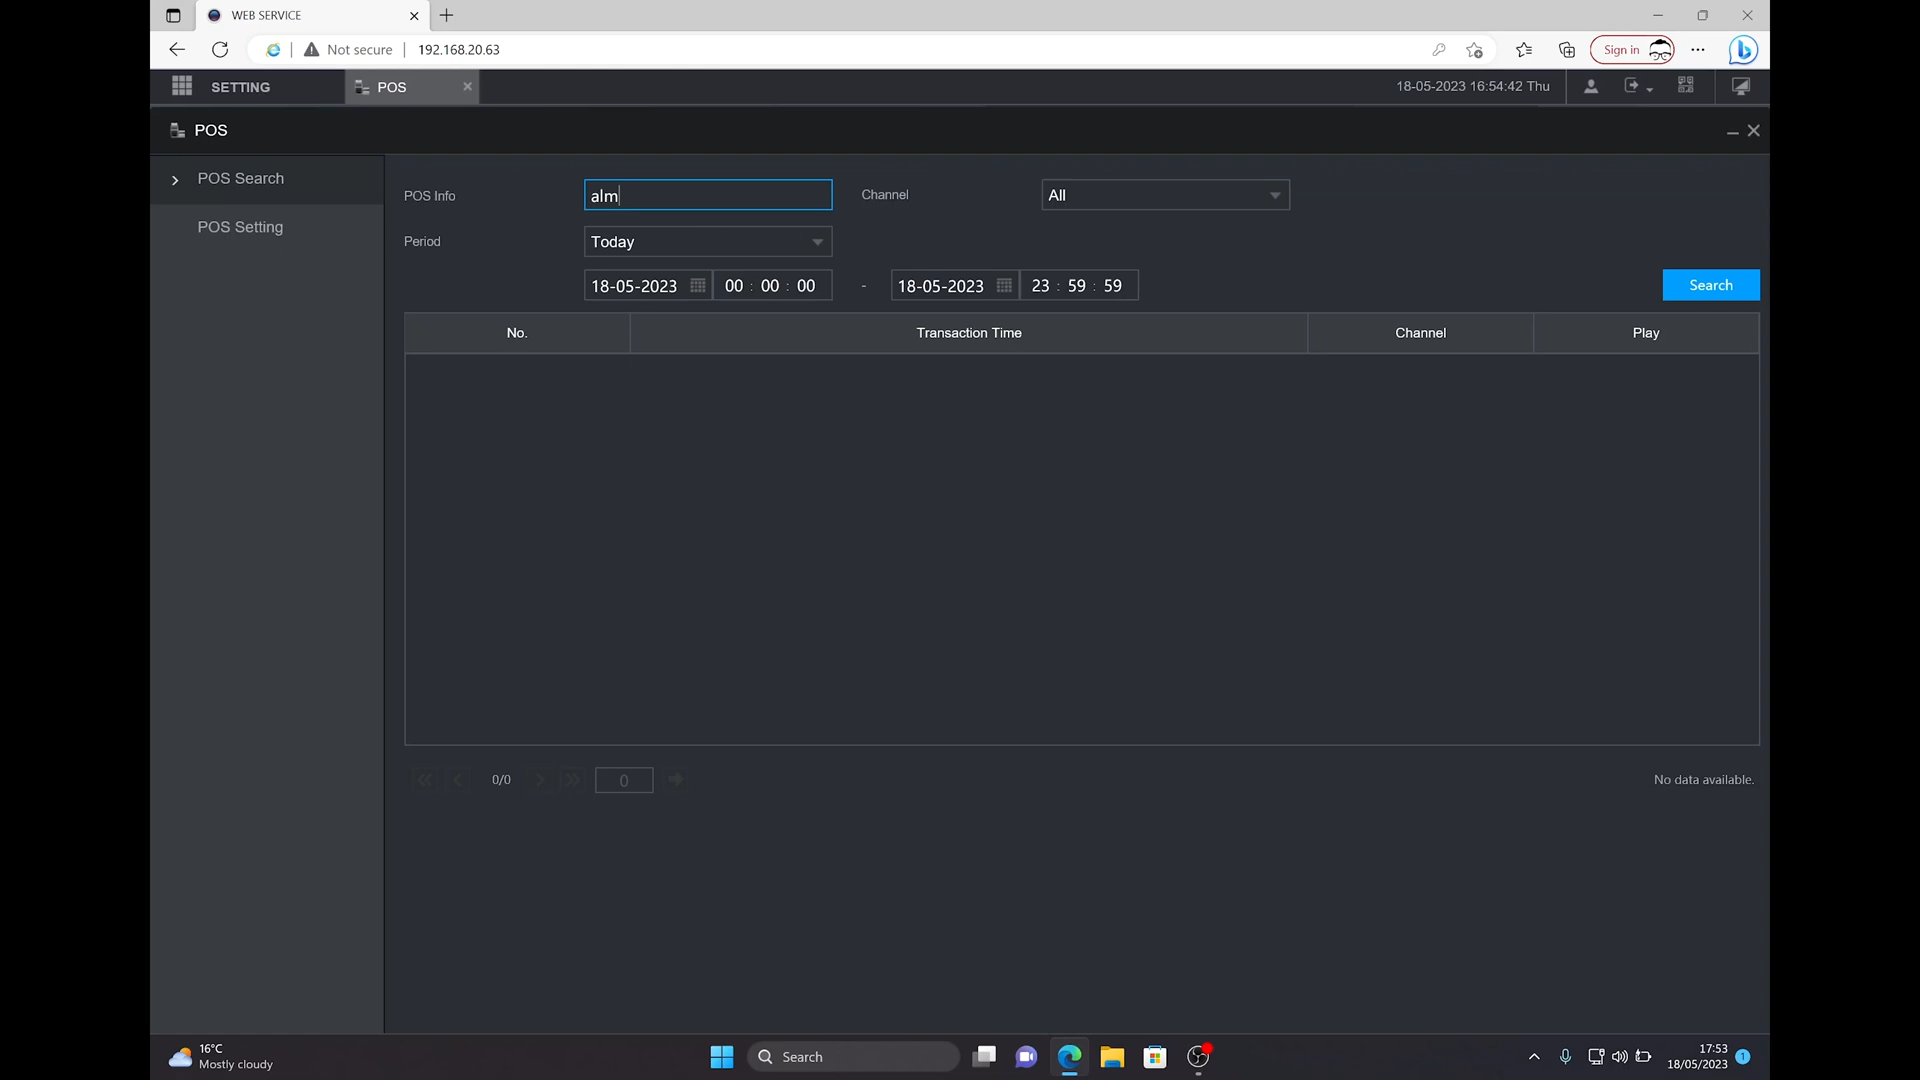 WEB SERVICE
Not secure 192.168.20.63 Sign in
SETTING POS 18-05-2023 16:54:42 Thu
POS
POS Search
POS Setting
POS Info alm Channel All
Period Today
18-05-2023 00 : 00 : 00 - 18-05-2023 23 : 59 : 59 Search
No. Transaction Time Channel Play
0/0 0 No data available.
16°C
Mostly cloudy
Search
17:53
18/05/2023 1